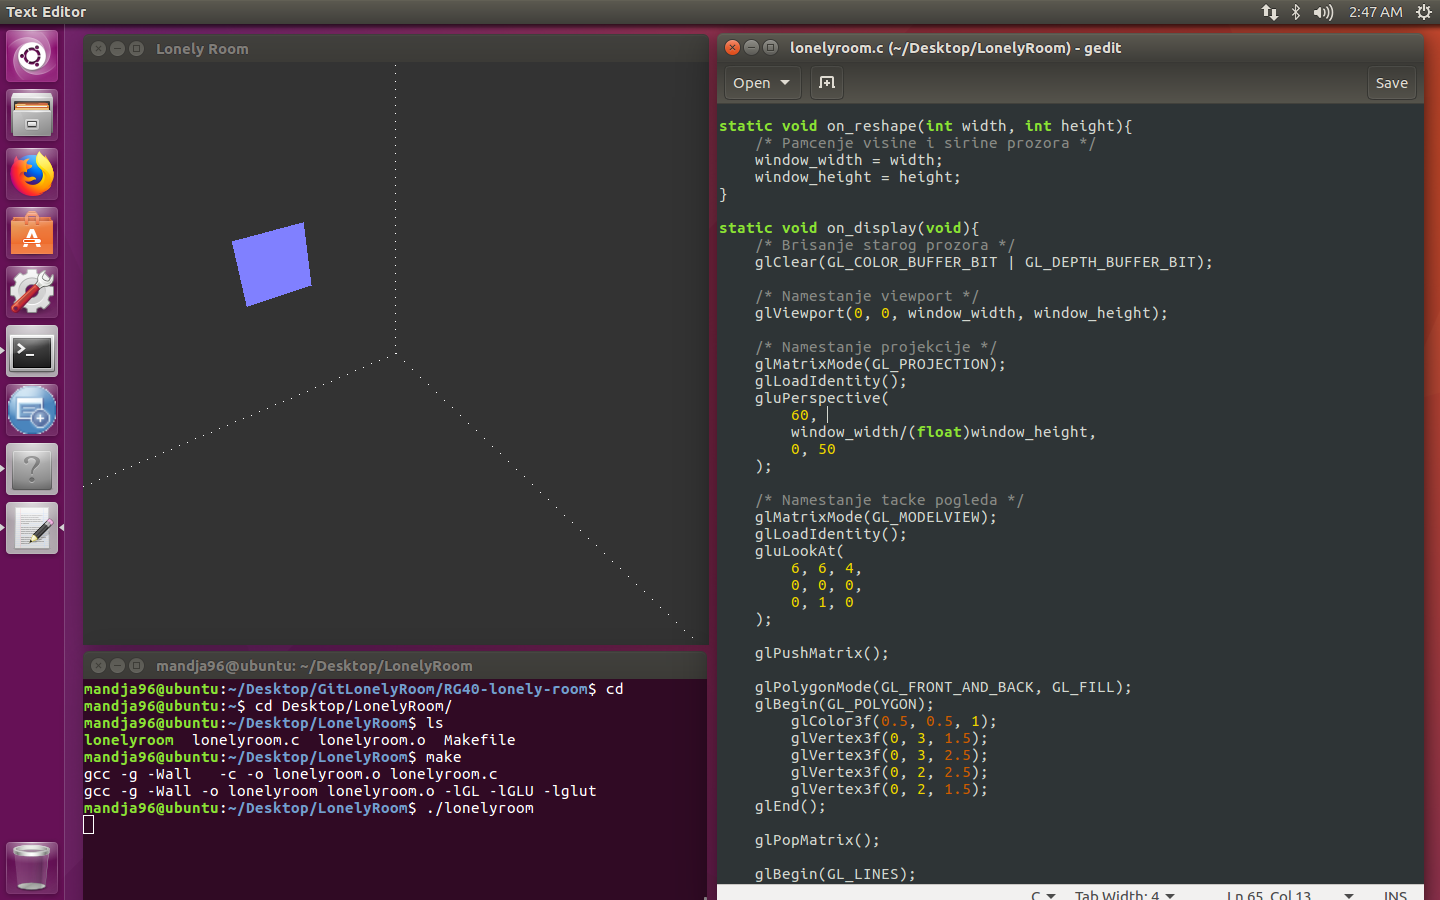 Text Editor
2:47 AM
Lonely Room
mandja96@ubuntu: ~/Desktop/LonelyRoom
mandja96@ubuntu:~/Desktop/GitLonelyRoom/RG40-lonely-room$ cd
mandja96@ubuntu:~$ cd Desktop/LonelyRoom/
mandja96@ubuntu:~/Desktop/LonelyRoom$ ls
lonelyroom  lonelyroom.c  lonelyroom.o  Makefile
mandja96@ubuntu:~/Desktop/LonelyRoom$ make
gcc -g -Wall   -c -o lonelyroom.o lonelyroom.c
gcc -g -Wall -o lonelyroom lonelyroom.o -lGL -lGLU -lglut
mandja96@ubuntu:~/Desktop/LonelyRoom$ ./lonelyroom
lonelyroom.c (~/Desktop/LonelyRoom) - gedit
Open
Save
static void on_reshape(int width, int height){
    /* Pamcenje visine i sirine prozora */
    window_width = width;
    window_height = height;
}
static void on_display(void){
    /* Brisanje starog prozora */
    glClear(GL_COLOR_BUFFER_BIT | GL_DEPTH_BUFFER_BIT);
    /* Namestanje viewport */
    glViewport(0, 0, window_width, window_height);
    /* Namestanje projekcije */
    glMatrixMode(GL_PROJECTION);
    glLoadIdentity();
    gluPerspective(
        60,
        window_width/(float)window_height,
        0, 50
    );
    /* Namestanje tacke pogleda */
    glMatrixMode(GL_MODELVIEW);
    glLoadIdentity();
    gluLookAt(
        6, 6, 4,
        0, 0, 0,
        0, 1, 0
    );
    glPushMatrix();
    glPolygonMode(GL_FRONT_AND_BACK, GL_FILL);
    glBegin(GL_POLYGON);
        glColor3f(0.5, 0.5, 1);
        glVertex3f(0, 3, 1.5);
        glVertex3f(0, 3, 2.5);
        glVertex3f(0, 2, 2.5);
        glVertex3f(0, 2, 1.5);
    glEnd();
    glPopMatrix();
    glBegin(GL_LINES);
C
Tab Width: 4
Ln 65, Col 13
INS